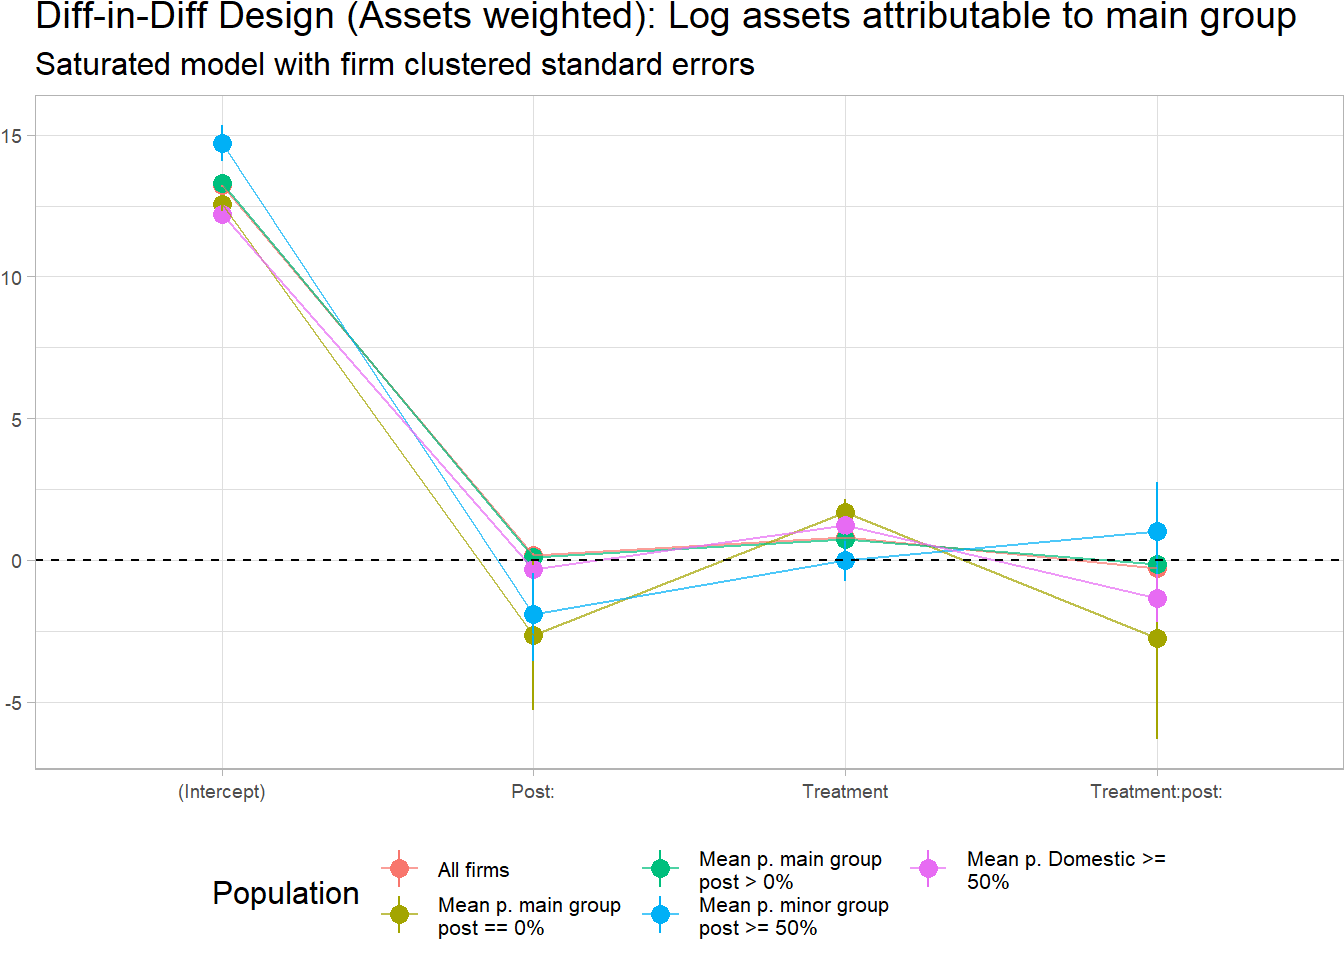 Diff-in-Diff Design (Assets weighted): Log assets attributable to main group
Saturated model with firm clustered standard errors
15
10
5
0
-5
(Intercept)
Post:
Treatment
Treatment:post:
Population
All firms
Mean p. main group
post == 0%
Mean p. main group
post > 0%
Mean p. minor group
post >= 50%
Mean p. Domestic >=
50%